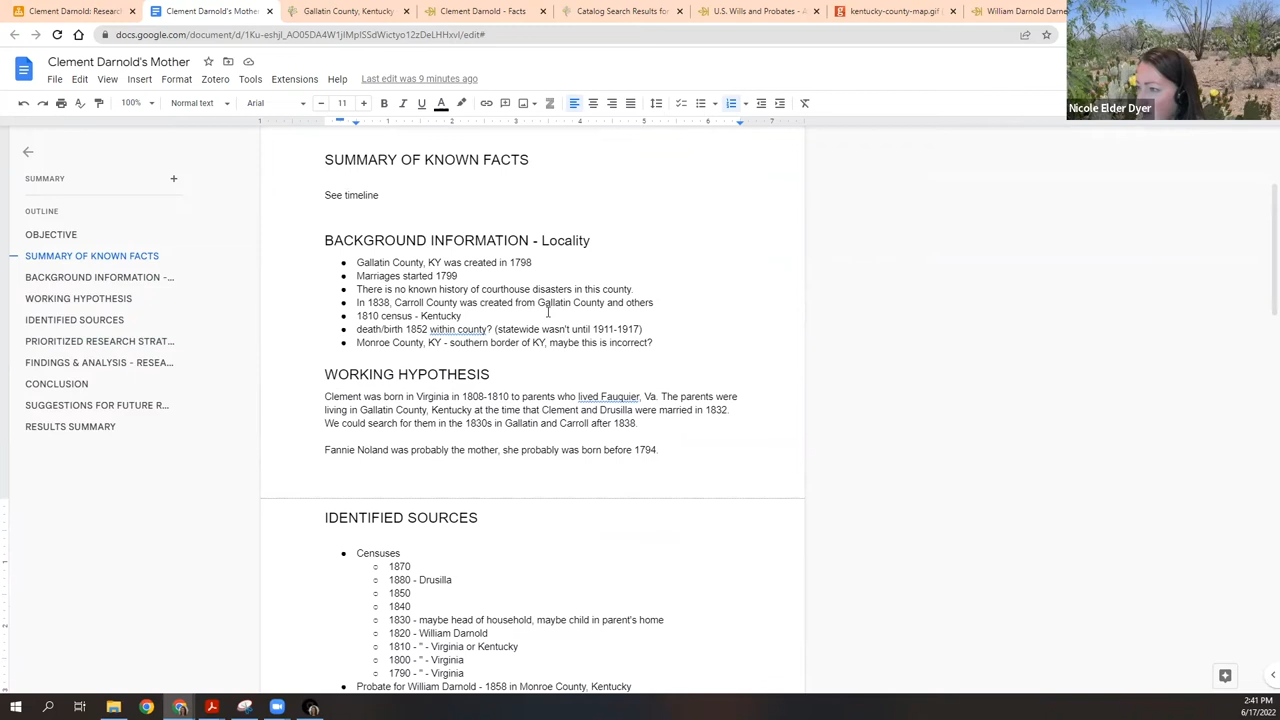 Clement Darnold: Researc
Clement Darnold's Mothe
Gallatin County, Kentucky
Clement Darnold - Facts
Catalog Search Results for
U.S. Wills and Probates - A
kentucky-county-map.gif
William Darnold Darne
docs.google.com/document/d/1Ku-eshjl_AO05DA4W1jlMpISSdWictyo12zDeLHHxvI/edit#
Clement Darnold's Mother
File Edit View Insert Format Zotero Tools Extensions Help Last edit was 9 minutes ago
100% Normal text Arial 11
Nicole Elder Dyer
1 1 2 3 4 5 6 7
SUMMARY
OUTLINE
OBJECTIVE
SUMMARY OF KNOWN FACTS
BACKGROUND INFORMATION -...
WORKING HYPOTHESIS
IDENTIFIED SOURCES
PRIORITIZED RESEARCH STRAT...
FINDINGS & ANALYSIS - RESEA...
CONCLUSION
SUGGESTIONS FOR FUTURE R...
RESULTS SUMMARY
SUMMARY OF KNOWN FACTS
See timeline
BACKGROUND INFORMATION - Locality
● Gallatin County, KY was created in 1798
● Marriages started 1799
● There is no known history of courthouse disasters in this county.
● In 1838, Carroll County was created from Gallatin County and others
● 1810 census - Kentucky
● death/birth 1852 within county? (statewide wasn't until 1911-1917)
● Monroe County, KY - southern border of KY, maybe this is incorrect?
WORKING HYPOTHESIS
Clement was born in Virginia in 1808-1810 to parents who lived Fauquier, Va. The parents were
living in Gallatin County, Kentucky at the time that Clement and Drusilla were married in 1832.
We could search for them in the 1830s in Gallatin and Carroll after 1838.
Fannie Noland was probably the mother, she probably was born before 1794.
IDENTIFIED SOURCES
● Censuses
○ 1870
○ 1880 - Drusilla
○ 1850
○ 1840
○ 1830 - maybe head of household, maybe child in parent's home
○ 1820 - William Darnold
○ 1810 - " - Virginia or Kentucky
○ 1800 - " - Virginia
○ 1790 - " - Virginia
● Probate for William Darnold - 1858 in Monroe County, Kentucky
2:41 PM
6/17/2022